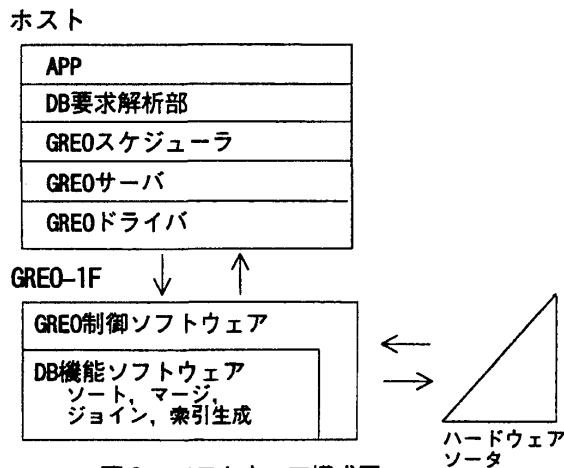 ホスト
APP
DB要求解析部
GREOスケジューラ
GREOサーバ
GREOドライバ
GREO-1F
GREO制御ソフトウェア
DB機能ソフトウェア
ソート，マージ，
ジョイン，索引生成
ハードウェア
ソータ